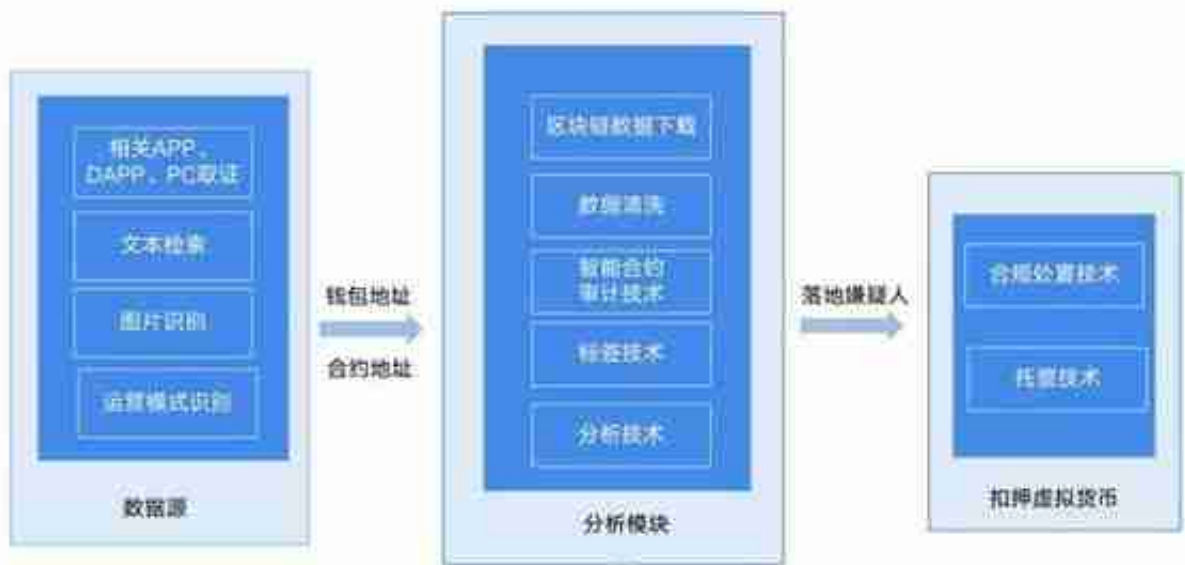 相关APP、
DAPP、PC取证
文本检索
图片识别
运营模式识别
数据源
钱包地址
合约地址
区块链数据下载
数据清洗
智能合约
审计技术
标签技术
分析技术
分析模块
落地嫌疑人
合规处置技术
托管技术
扣押虚拟货币